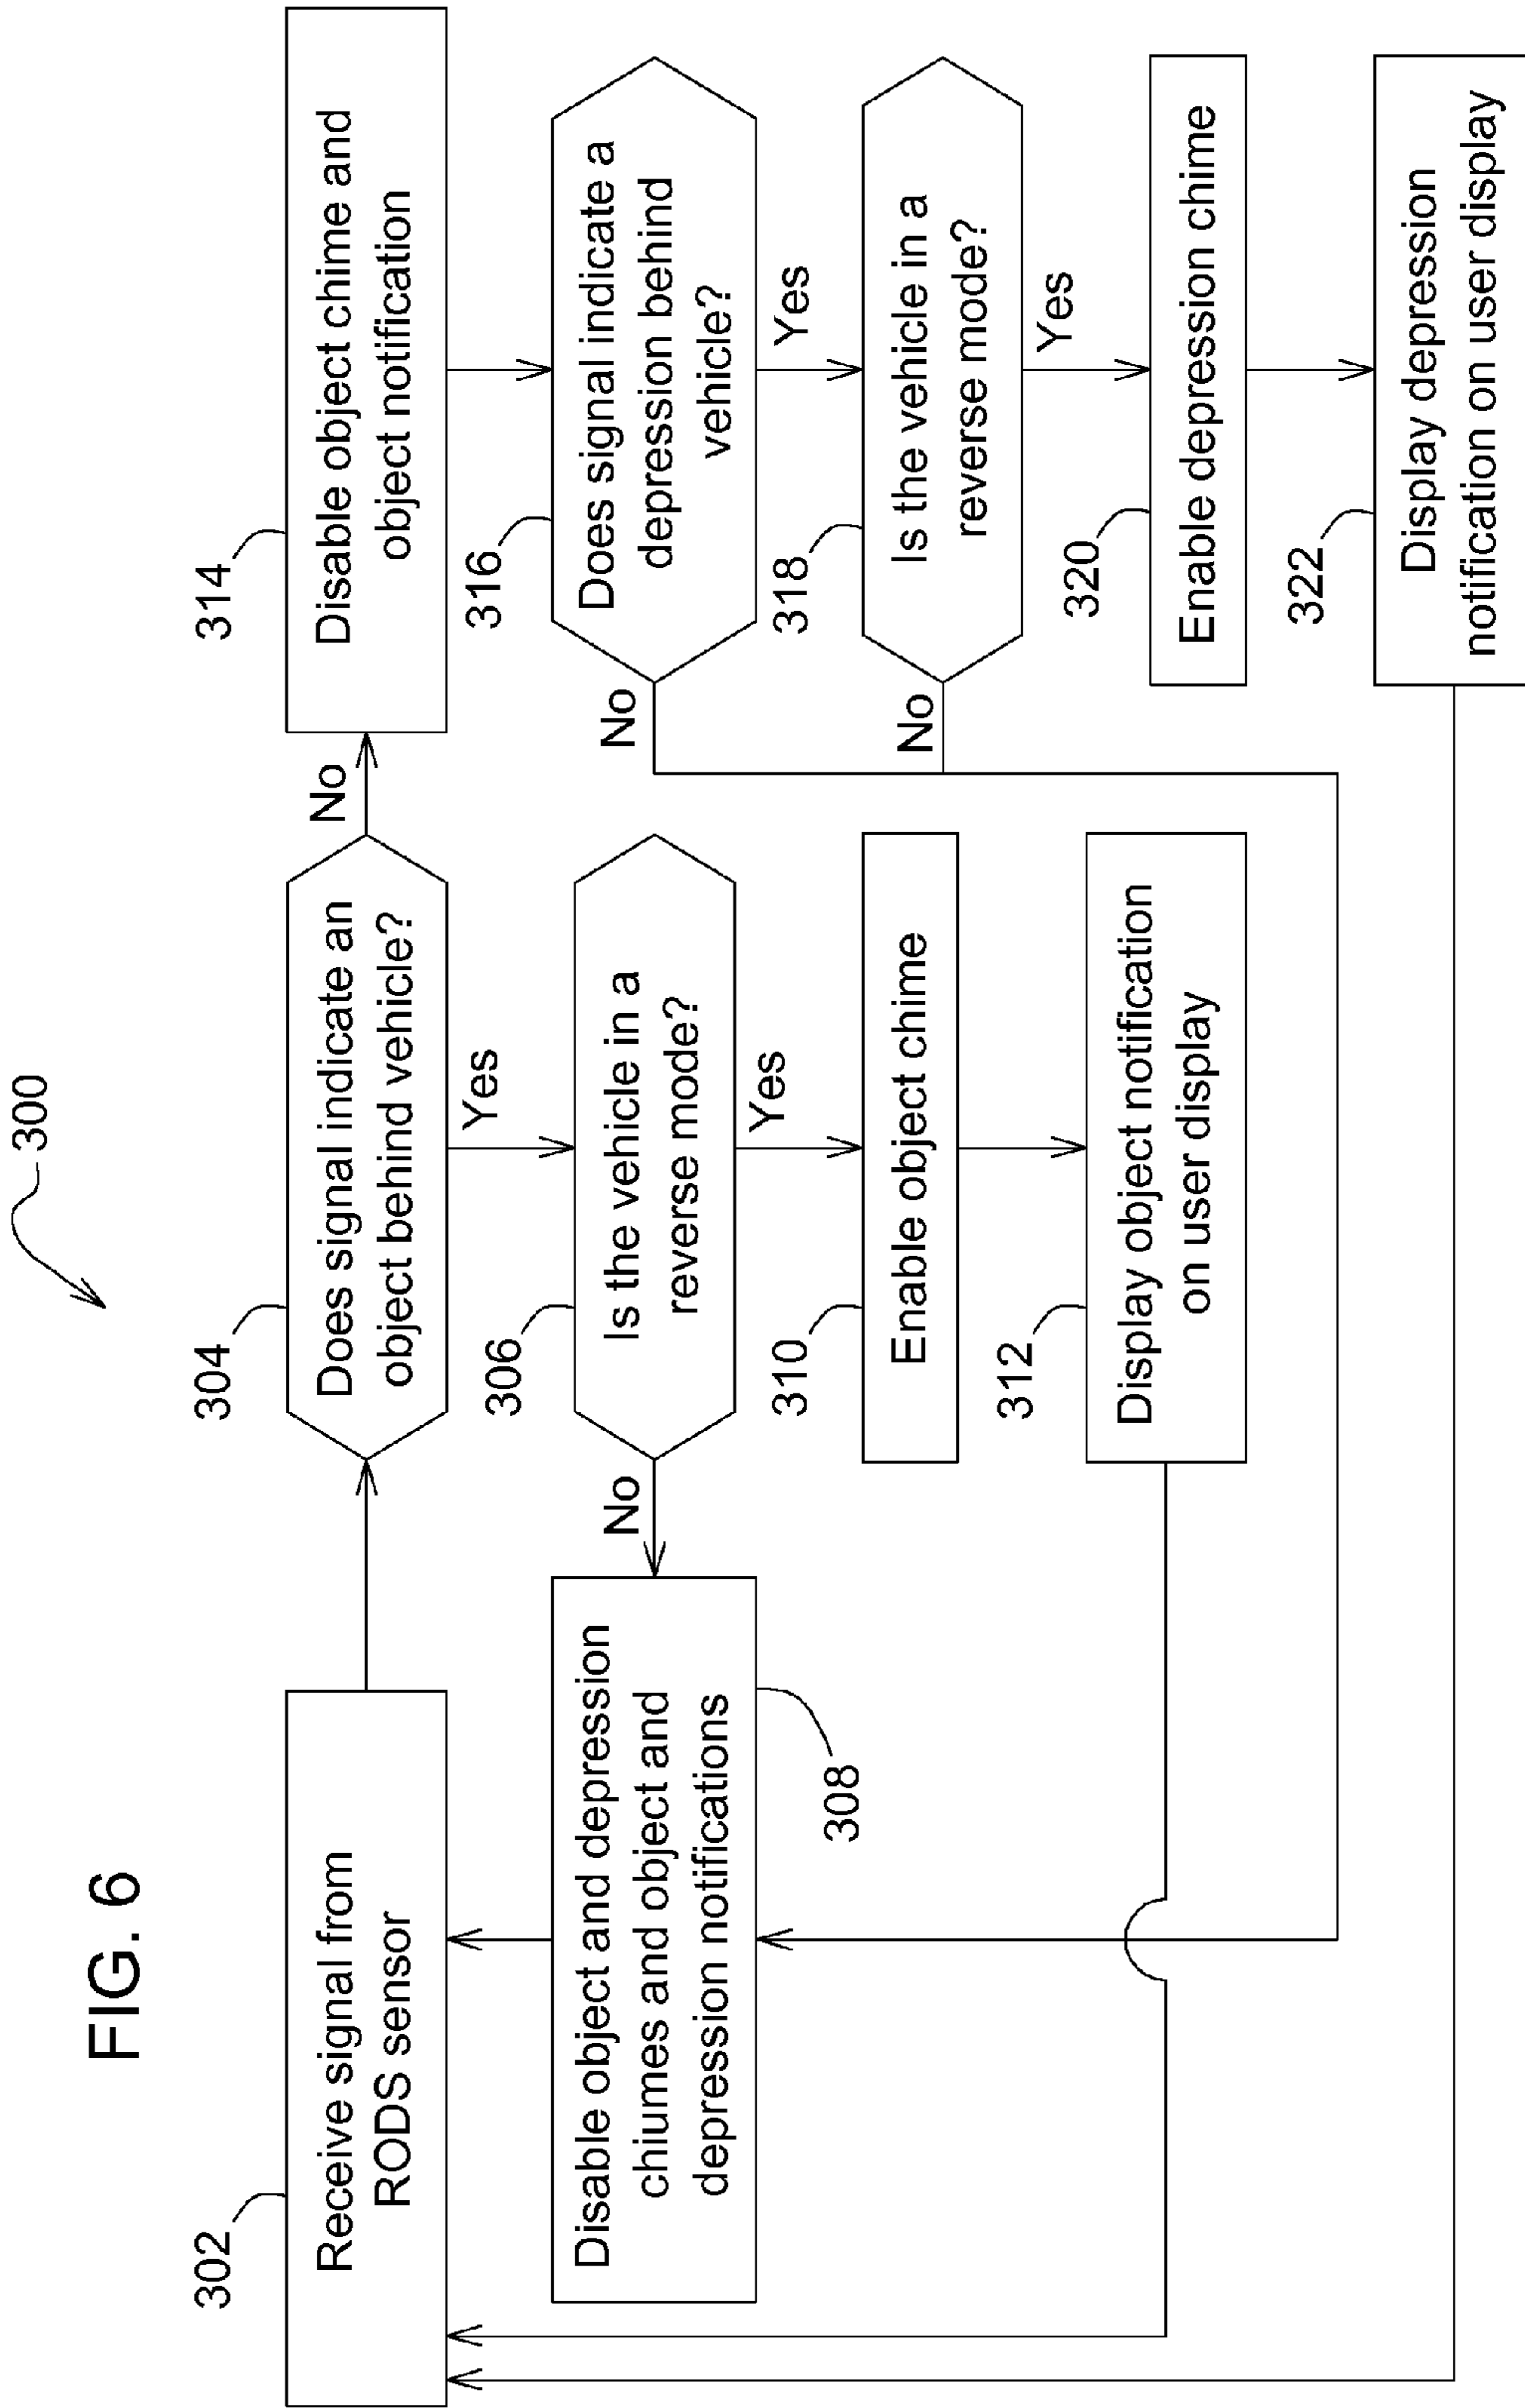 FIG. 6
300
302
Receive signal from
RODS sensor
304
Does signal indicate an
object behind vehicle?
No
Yes
314
Disable object chime and
object notification
306
Is the vehicle in a
reverse mode?
No
Yes
Disable object and depression
chiumes and object and
depression notifications
308
310
Enable object chime
312
Display object notification
on user display
316
Does signal indicate a
depression behind
vehicle?
No
Yes
318
Is the vehicle in a
reverse mode?
No
Yes
320
Enable depression chime
322
Display depression
notification on user display